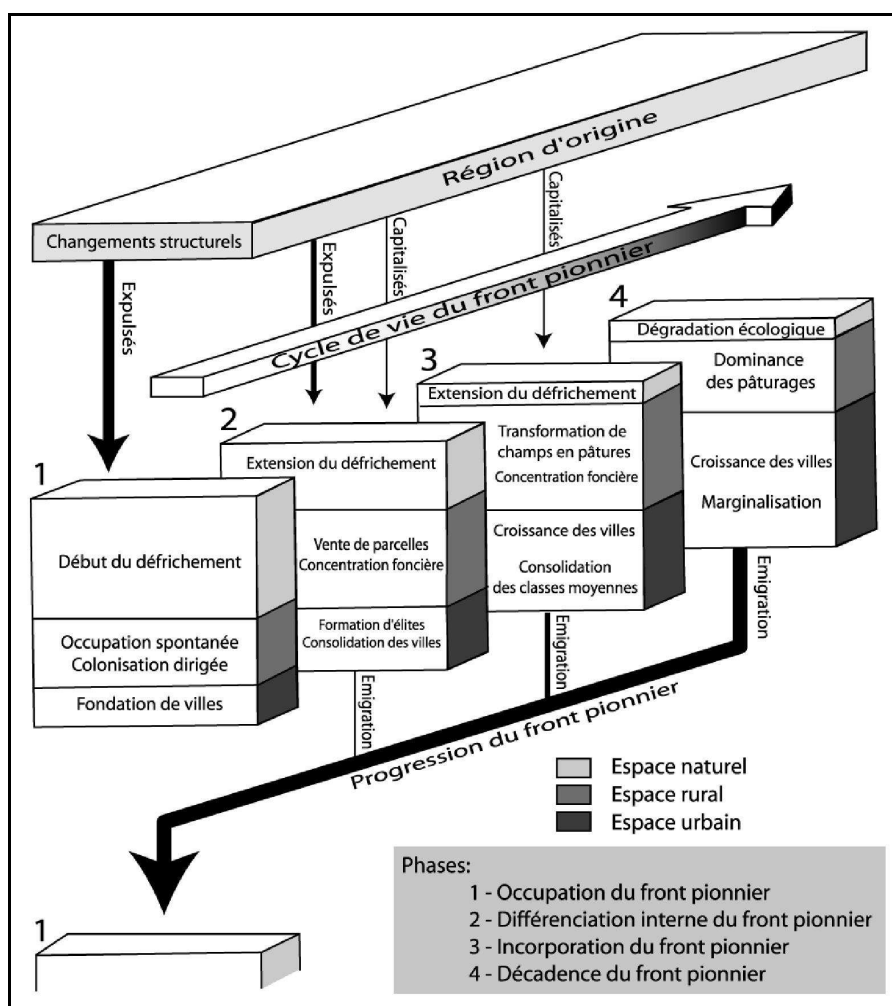 Région d'origine
Changements structurels
Expulsés
Expulsés
Capitalisés
Capitalisés
Cycle de vie du front pionnier
1
Début du défrichement
Occupation spontanée
Colonisation dirigée
Fondation de villes
2
Extension du défrichement
Vente de parcelles
Concentration foncière
Formation d'élites
Consolidation des villes
3
Extension du défrichement
Transformation de
champs en pâtures
Concentration foncière
Croissance des villes
Consolidation
des classes moyennes
4
Dégradation écologique
Dominance
des pâturages
Croissance des villes
Marginalisation
Emigration
Emigration
Emigration
Progression du front pionnier
Espace naturel
Espace rural
Espace urbain
1
Phases:
1 - Occupation du front pionnier
2 - Différenciation interne du front pionnier
3 - Incorporation du front pionnier
4 - Décadence du front pionnier